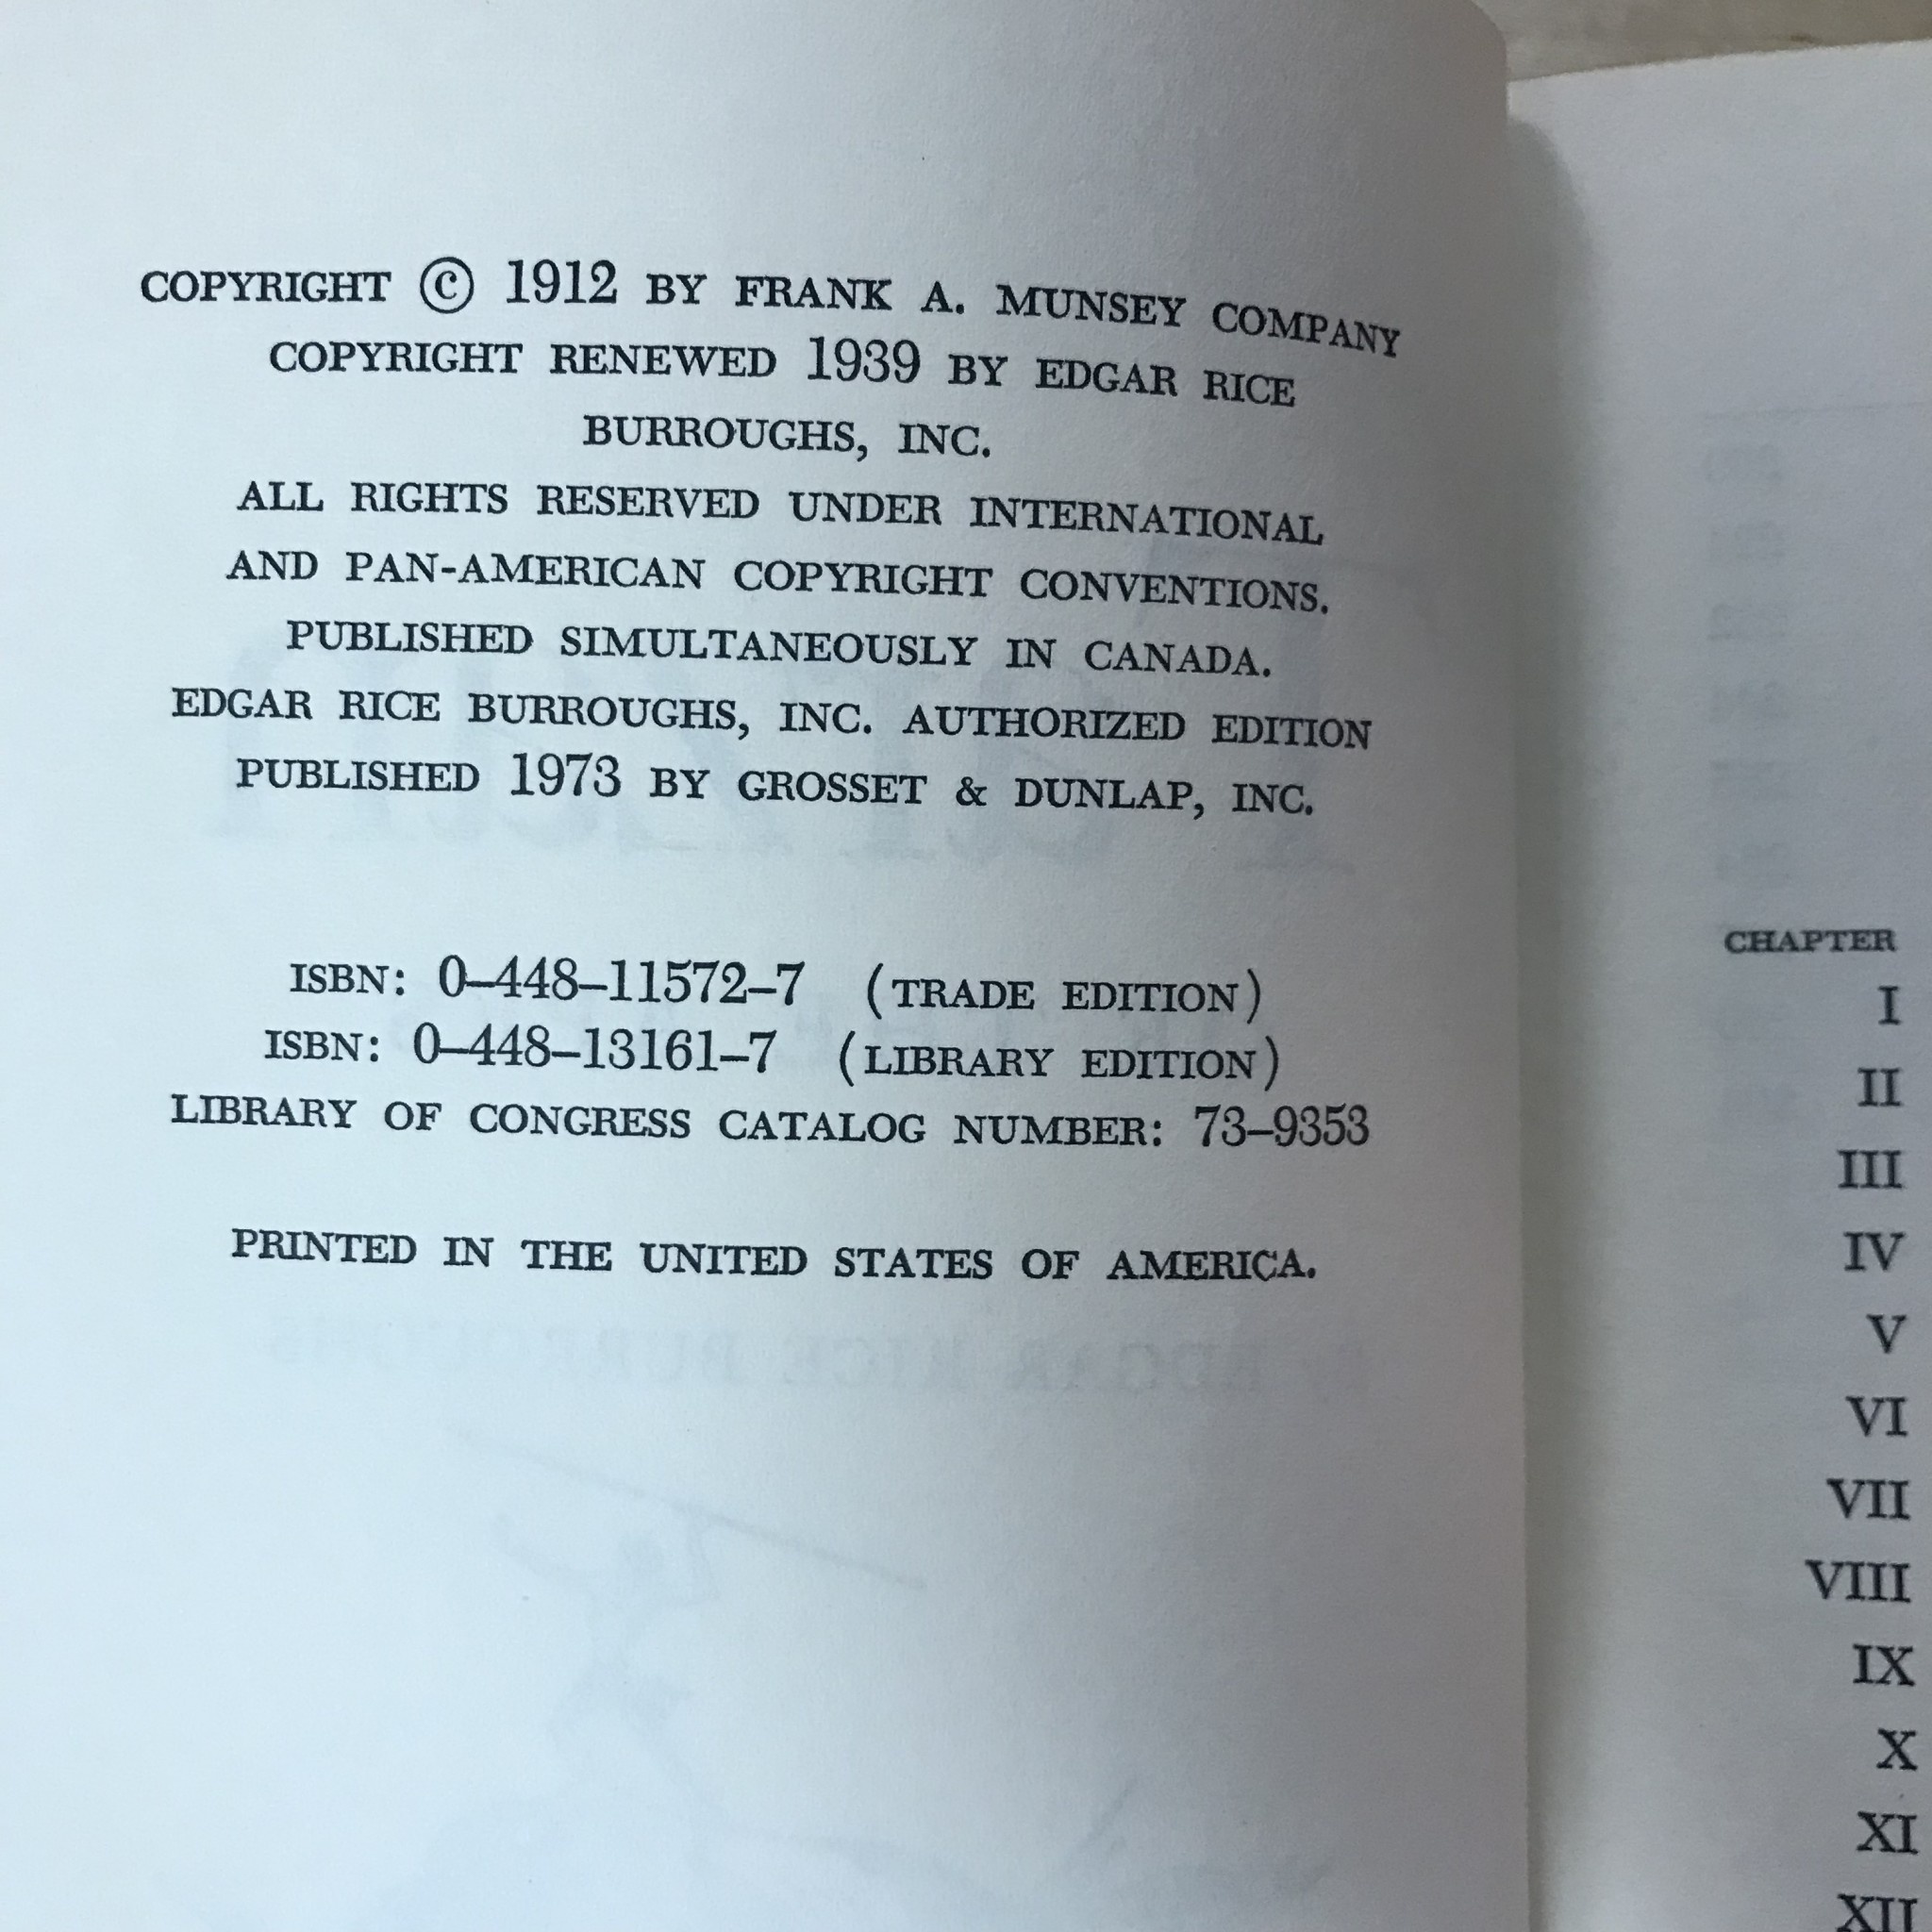 COPYRIGHT © 1912 BY FRANK A. MUNSEY COMPANY
COPYRIGHT RENEWED 1939 BY EDGAR RICE
BURROUGHS, INC.
ALL RIGHTS RESERVED UNDER INTERNATIONAL
AND PAN-AMERICAN COPYRIGHT CONVENTIONS.
PUBLISHED SIMULTANEOUSLY IN CANADA.
EDGAR RICE BURROUGHS, INC. AUTHORIZED EDITION
PUBLISHED 1973 BY GROSSET & DUNLAP, INC.
ISBN: 0–448–11572–7 (TRADE EDITION)
ISBN: 0–448–13161–7 (LIBRARY EDITION)
LIBRARY OF CONGRESS CATALOG NUMBER: 73–9353
PRINTED IN THE UNITED STATES OF AMERICA.
CHAPTER
I
II
III
IV
V
VI
VII
VIII
IX
X
XI
XII